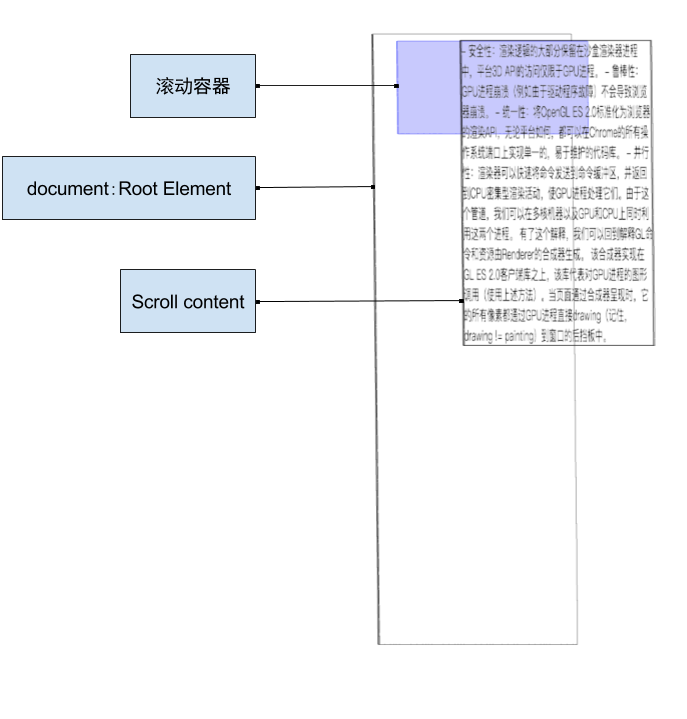 滚动容器
document：Root Element
Scroll content
- 安全性：渲染逻辑的大部分保留在沙盒渲染器进程
中，平台3D API的访问仅限于GPU进程。 - 鲁棒性：
GPU进程崩溃（例如由于驱动程序故障）不会导致浏览
器崩溃。 - 统一性：将OpenGL ES 2.0标准化为浏览器
的渲染API，无论平台如何，都可以在Chrome的所有操
作系统端口上实现单一的，易于维护的代码库。 - 并行
性：渲染器可以快速将命令发送到命令缓冲区，并返回
到CPU密集型渲染活动，使GPU进程处理它们。由于这
个管道，我们可以在多核机器以及GPU和CPU上同时利
用这两个进程。 有了这个解释，我们可以回到解释GL命
令和资源由Renderer的合成器生成。 该合成器实现在
GL ES 2.0客户端库之上，该库代表对GPU进程的图形
调用（使用上述方法），当页面通过合成器呈现时，它
的所有像素都通过GPU进程直接drawing（记住，
drawing != painting）到窗口的后挡板中。